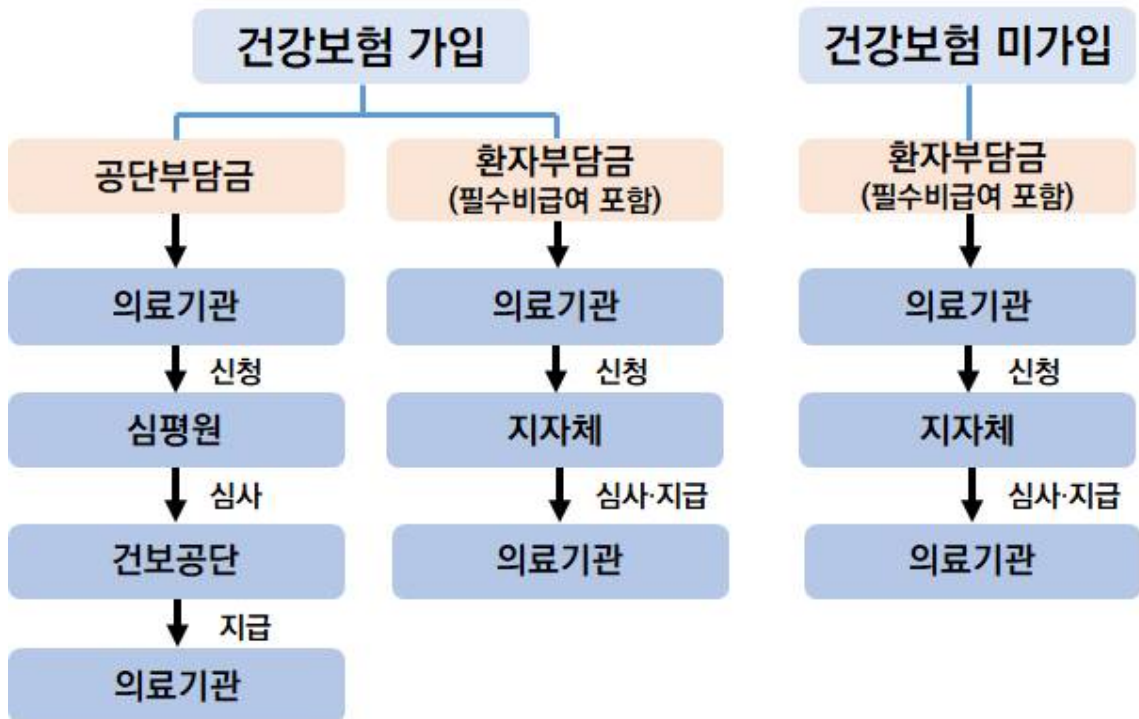 건강보험 가입
공단부담금
의료기관
신청
심평원
심사
건보공단
지급
의료기관
환자부담금
(필수비급여 포함)
의료기관
신청
지자체
심사·지급
의료기관
건강보험 미가입
환자부담금
(필수비급여 포함)
의료기관
신청
지자체
심사·지급
의료기관